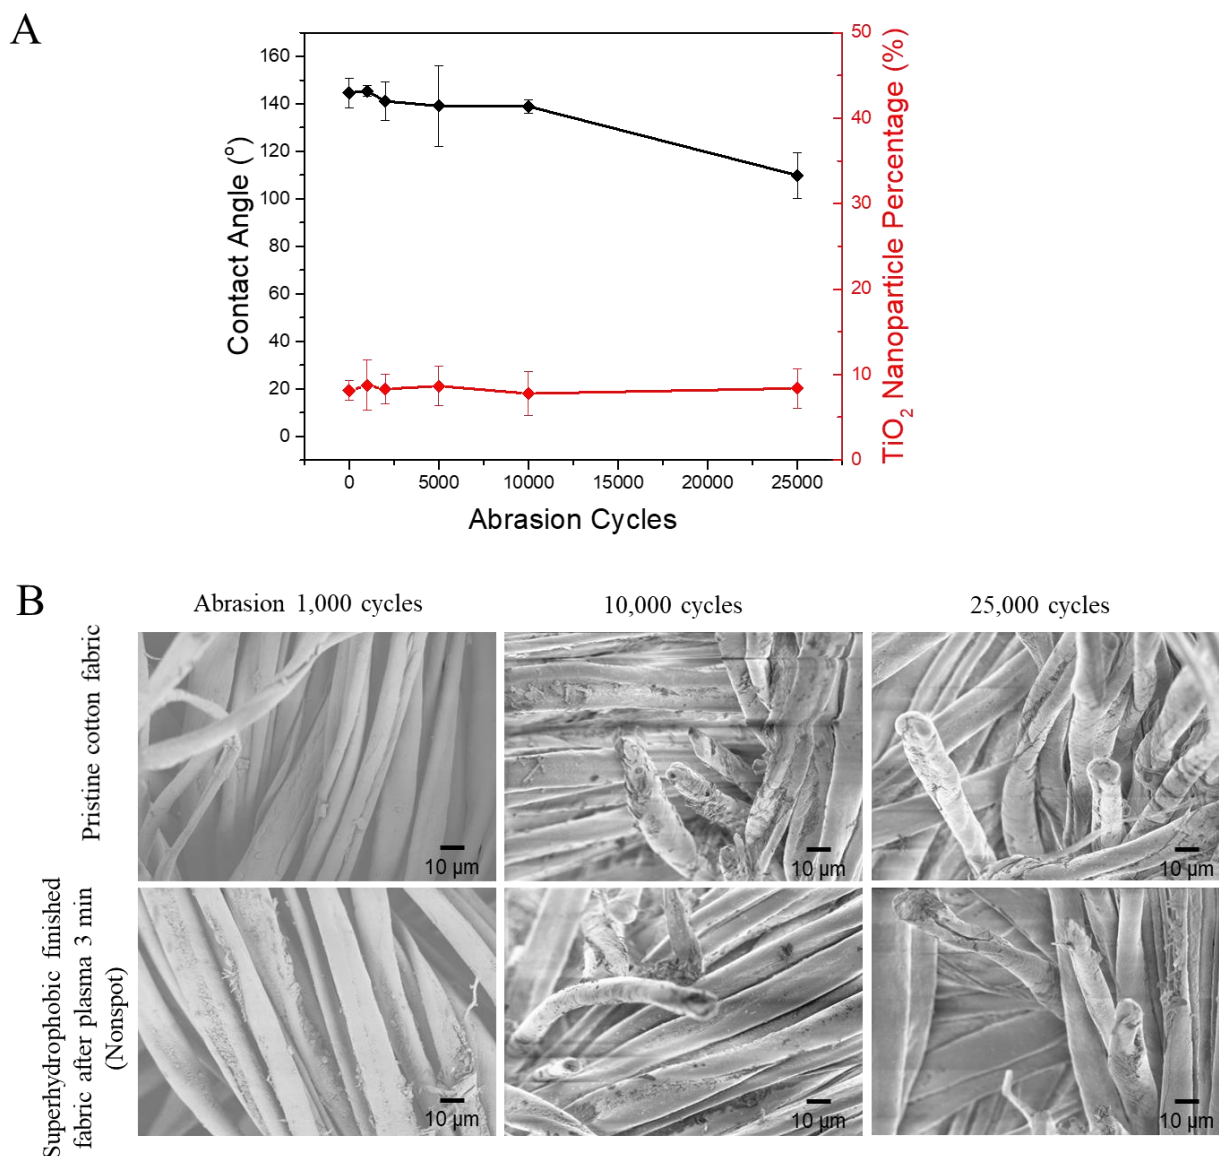 A
Contact Angle (°)
160
140
120
100
80
60
40
20
0
0
5000
10000
15000
20000
25000
Abrasion Cycles
50
40
30
20
10
0
TiO₂ Nanoparticle Percentage (%)
B
Abrasion 1,000 cycles
10,000 cycles
25,000 cycles
Pristine cotton fabric
10 µm
10 µm
10 µm
Superhydrophobic finished
fabric after plasma 3 min
(Nonspot)
10 µm
10 µm
10 µm